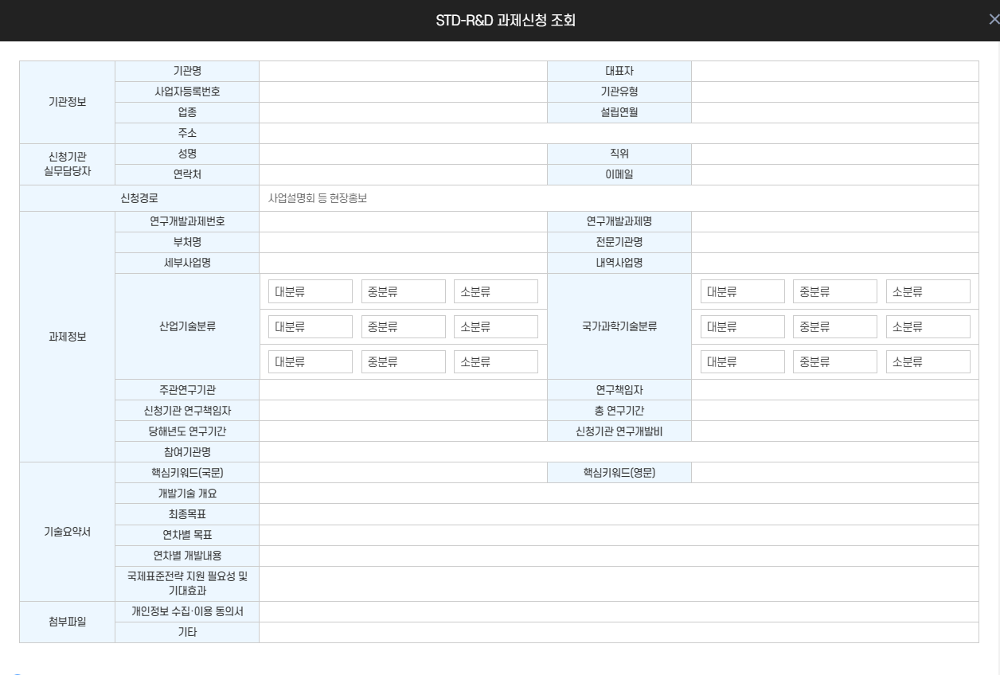 STD-R&D 과제신청 조회
기관정보
기관명
대표자
사업자등록번호
기관유형
업종
설립연월
주소
신청기관
실무담당자
성명
직위
연락처
이메일
신청경로
사업설명회 등 현장홍보
과제정보
연구개발과제번호
연구개발과제명
부처명
전문기관명
세부사업명
내역사업명
산업기술분류
대분류 중분류 소분류
대분류 중분류 소분류
대분류 중분류 소분류
국가과학기술분류
대분류 중분류 소분류
대분류 중분류 소분류
대분류 중분류 소분류
주관연구기관
연구책임자
신청기관 연구책임자
총 연구기간
당해년도 연구기간
신청기관 연구개발비
참여기관명
기술요약서
핵심키워드(국문)
핵심키워드(영문)
개발기술 개요
최종목표
연차별 목표
연차별 개발내용
국제표준전략 지원 필요성 및
기대효과
첨부파일
개인정보 수집·이용 동의서
기타